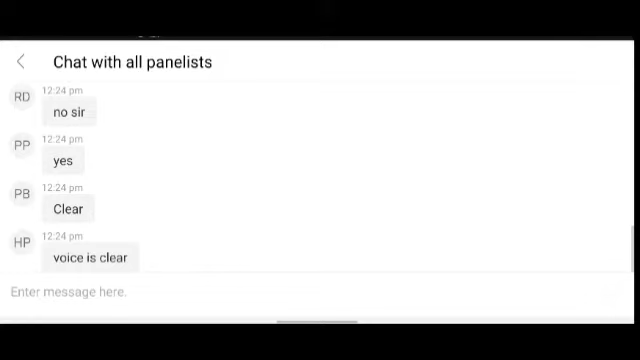 Chat with all panelists
RD
12:24 pm
no sir
PP
12:24 pm
yes
PB
12:24 pm
Clear
HP
12:24 pm
voice is clear
Enter message here.